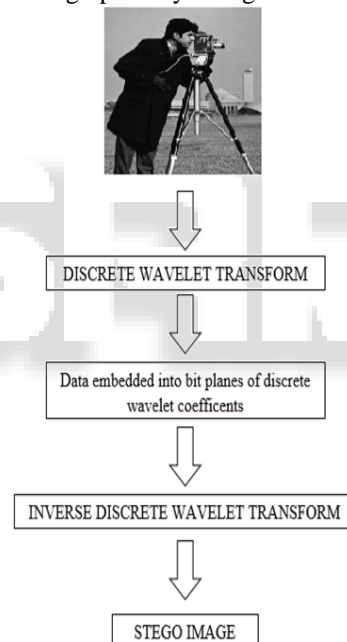 DISCRETE WAVELET TRANSFORM
Data embedded into bit planes of discrete
wavelet coefficents
INVERSE DISCRETE WAVELET TRANSFORM
STEGO IMAGE